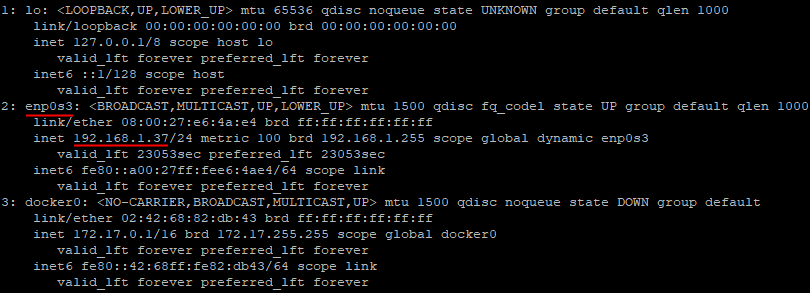 1: lo: <LOOPBACK,UP,LOWER_UP> mtu 65536 qdisc noqueue state UNKNOWN group default qlen 1000
link/loopback 00:00:00:00:00:00 brd 00:00:00:00:00:00
inet 127.0.0.1/8 scope host lo
valid_lft forever preferred_lft forever
inet6 ::1/128 scope host
valid_lft forever preferred_lft forever
2: enp0s3: <BROADCAST,MULTICAST,UP,LOWER_UP> mtu 1500 qdisc fq_codel state UP group default qlen 1000
link/ether 08:00:27:e6:4a:e4 brd ff:ff:ff:ff:ff:ff
inet 192.168.1.37/24 metric 100 brd 192.168.1.255 scope global dynamic enp0s3
valid_lft 23053sec preferred_lft 23053sec
inet6 fe80::a00:27ff:fee6:4ae4/64 scope link
valid_lft forever preferred_lft forever
3: docker0: <NO-CARRIER,BROADCAST,MULTICAST,UP> mtu 1500 qdisc noqueue state DOWN group default
link/ether 02:42:68:82:db:43 brd ff:ff:ff:ff:ff:ff
inet 172.17.0.1/16 brd 172.17.255.255 scope global docker0
valid_lft forever preferred_lft forever
inet6 fe80::42:68ff:fe82:db43/64 scope link
valid_lft forever preferred_lft forever